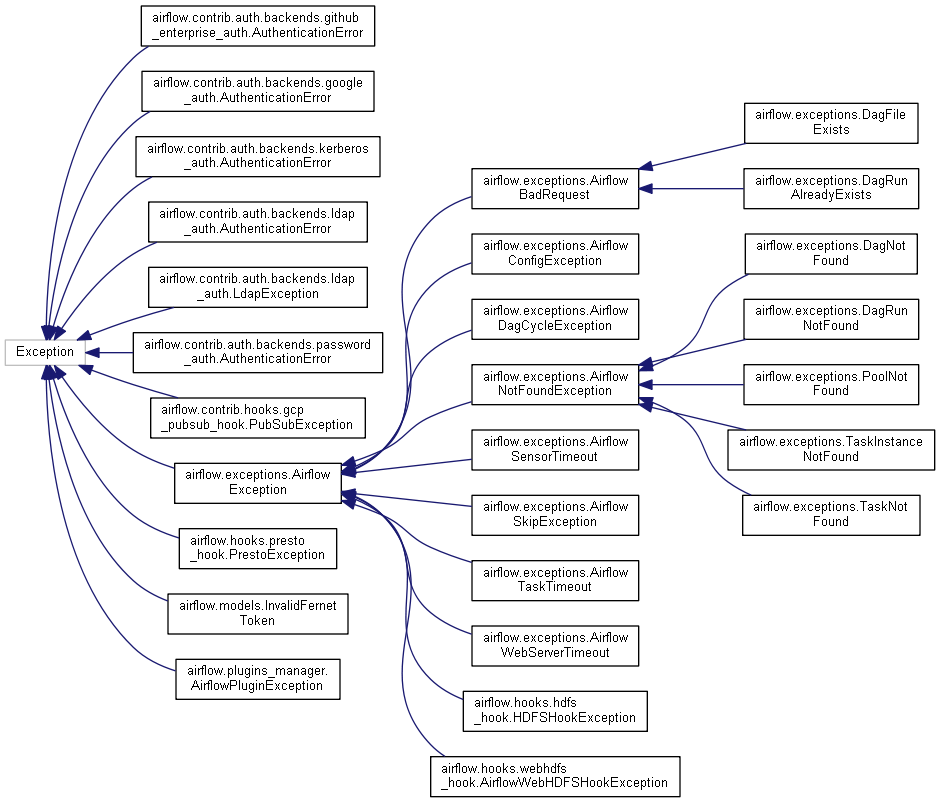 airflow.contrib.auth.backends.github
_enterprise_auth.AuthenticationError
airflow.contrib.auth.backends.google
_auth.AuthenticationError
airflow.contrib.auth.backends.kerberos
_auth.AuthenticationError
airflow.contrib.auth.backends.ldap
_auth.AuthenticationError
airflow.contrib.auth.backends.ldap
_auth.LdapException
Exception
airflow.contrib.auth.backends.password
_auth.AuthenticationError
airflow.contrib.hooks.gcp
_pubsub_hook.PubSubException
airflow.exceptions.Airflow
Exception
airflow.hooks.presto
_hook.PrestoException
airflow.models.InvalidFernet
Token
airflow.plugins_manager.
AirflowPluginException
airflow.exceptions.Airflow
BadRequest
airflow.exceptions.Airflow
ConfigException
airflow.exceptions.Airflow
DagCycleException
airflow.exceptions.Airflow
NotFoundException
airflow.exceptions.Airflow
SensorTimeout
airflow.exceptions.Airflow
SkipException
airflow.exceptions.Airflow
TaskTimeout
airflow.exceptions.Airflow
WebServerTimeout
airflow.hooks.hdfs
_hook.HDFSHookException
airflow.hooks.webhdfs
_hook.AirflowWebHDFSHookException
airflow.exceptions.DagFile
Exists
airflow.exceptions.DagRun
AlreadyExists
airflow.exceptions.DagNot
Found
airflow.exceptions.DagRun
NotFound
airflow.exceptions.PoolNot
Found
airflow.exceptions.TaskInstance
NotFound
airflow.exceptions.TaskNot
Found